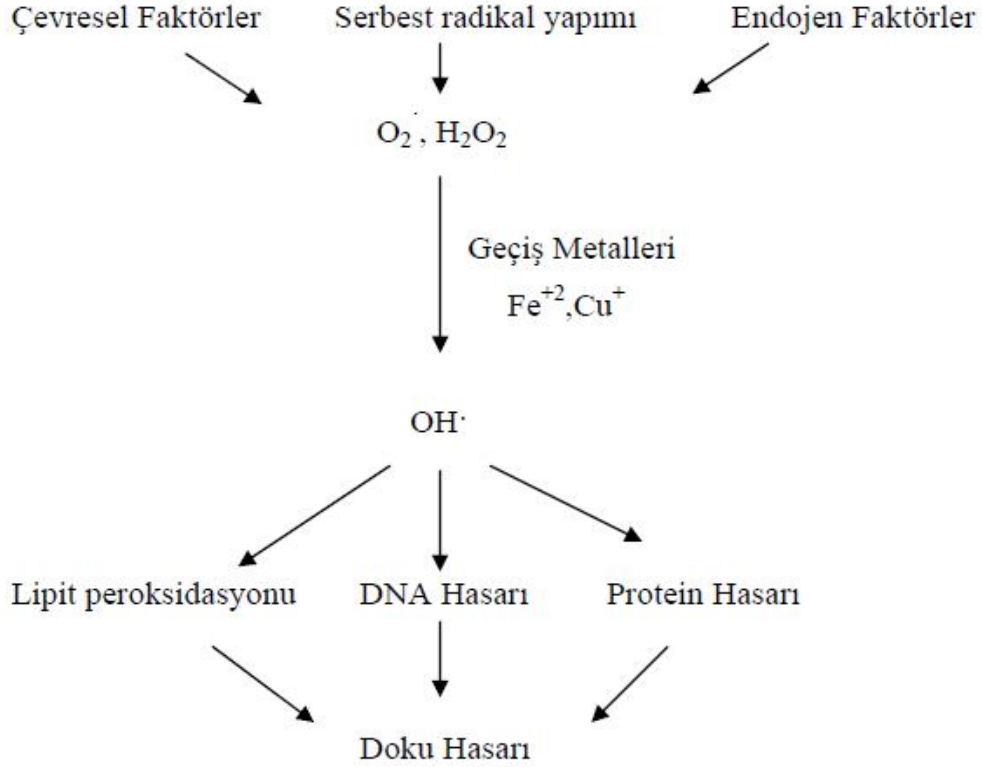 Çevresel Faktörler Serbest radikal yapımı Endojen Faktörler
O₂˙, H₂O₂
Geçiş Metalleri
Fe⁺²,Cu⁺
OH·
Lipit peroksidasyonu DNA Hasarı Protein Hasarı
Doku Hasarı